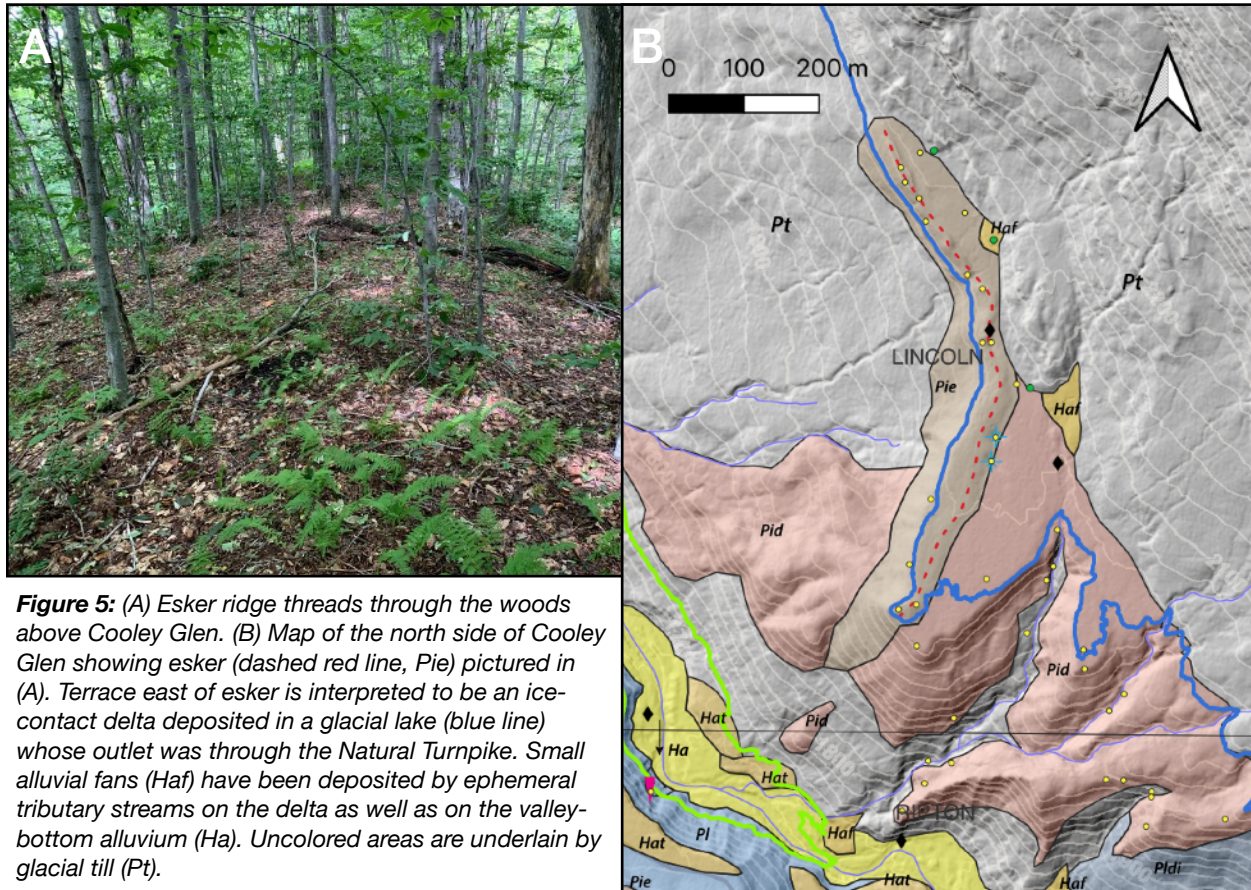 A
Figure 5: (A) Esker ridge threads through the woods
above Cooley Glen. (B) Map of the north side of Cooley
Glen showing esker (dashed red line, Pie) pictured in
(A). Terrace east of esker is interpreted to be an ice-
contact delta deposited in a glacial lake (blue line)
whose outlet was through the Natural Turnpike. Small
alluvial fans (Haf) have been deposited by ephemeral
tributary streams on the delta as well as on the valley-
bottom alluvium (Ha). Uncolored areas are underlain by
glacial till (Pt).
B
0 100 200 m
Pt
Haf
Pt
LINCOLN
Pie
Haf
Pid
Pid
Hat
Pid
Ha
Hat
RIPTON
Haf
Pl
Hat
Pie
Hat
Haf
Pldi